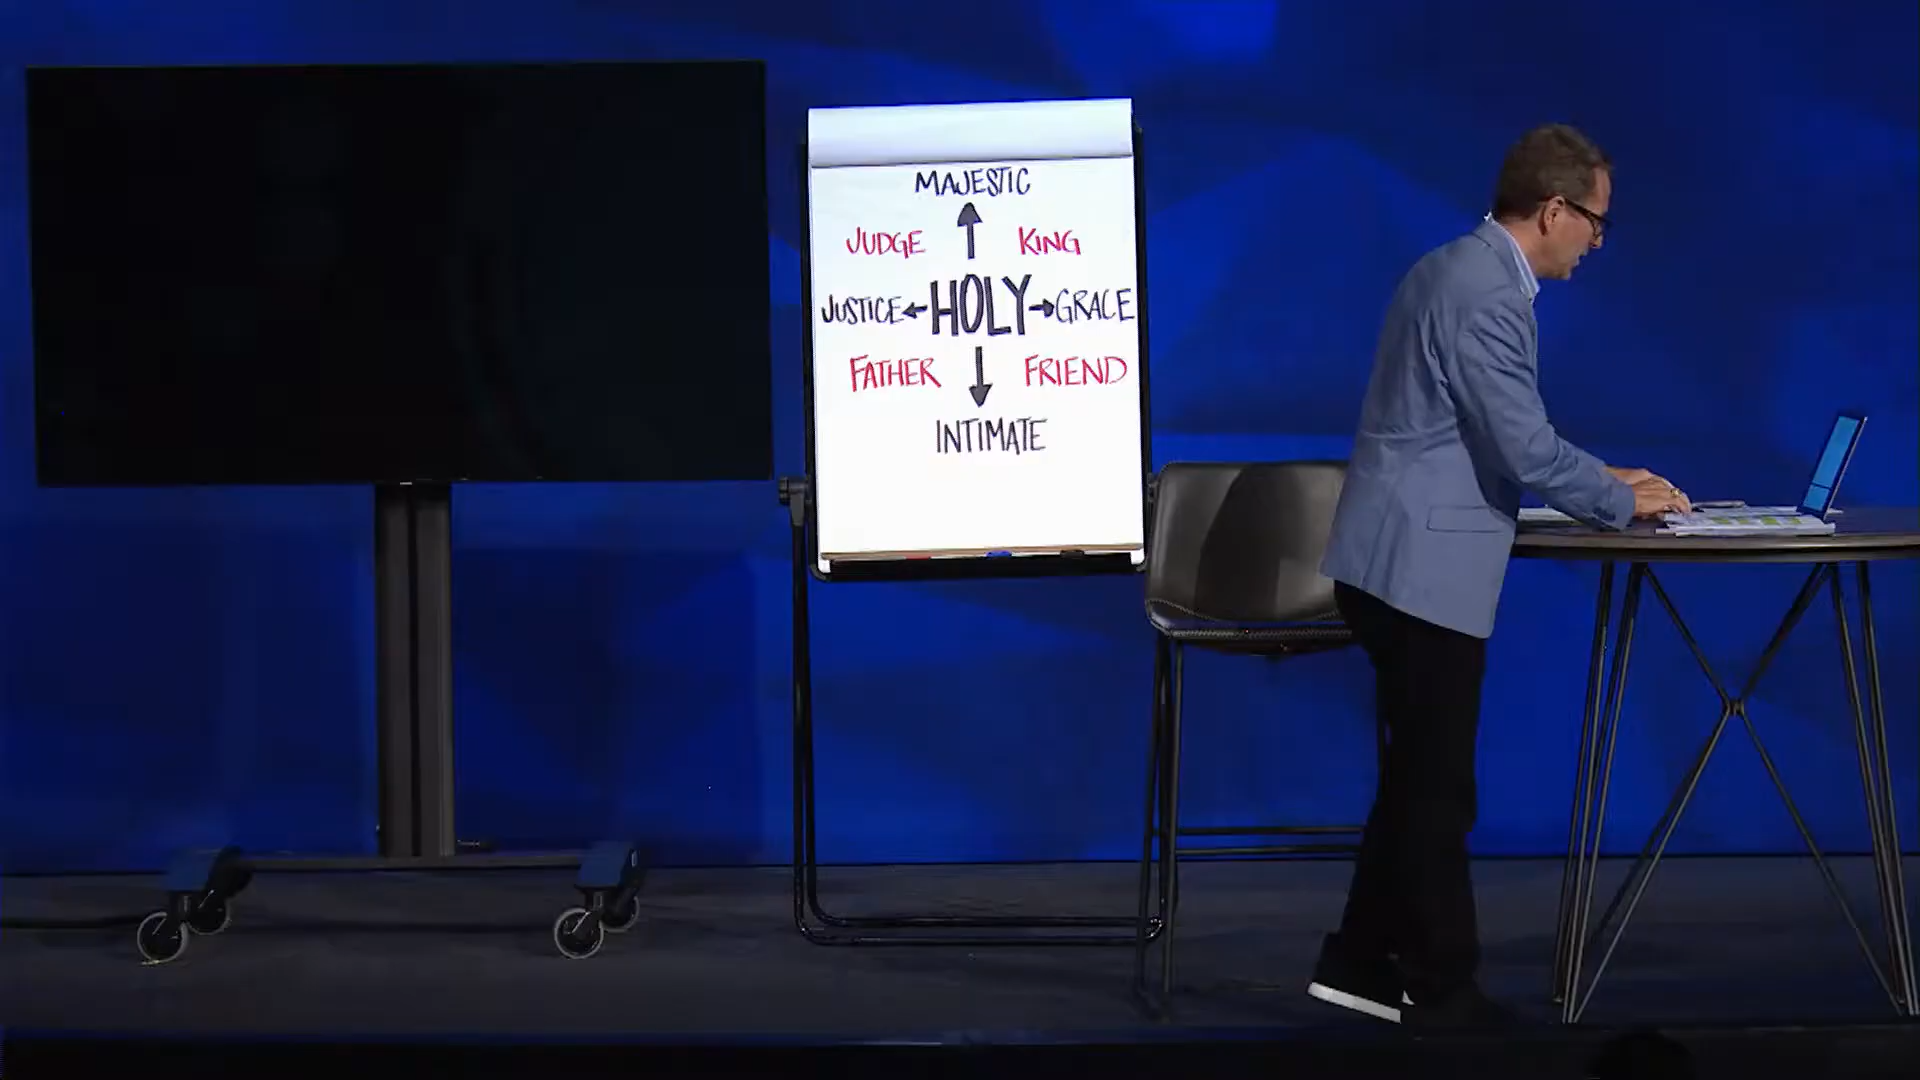 MAJESTIC
JUDGE KING
JUSTICE HOLY GRACE
FATHER FRIEND
INTIMATE